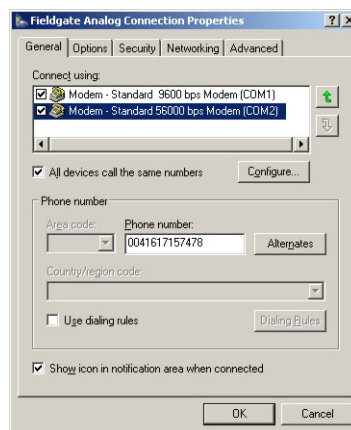 Fieldgate Analog Connection Properties
General Options Security Networking Advanced
Connect using:
Modem - Standard 9600 bps Modem (COM1)
Modem - Standard 56000 bps Modem (COM2)
All devices call the same numbers Configure...
Phone number
Area code: Phone number:
0041617157478 Alternates
Country/region code:
Use dialing rules Dialing Rules
Show icon in notification area when connected
OK Cancel